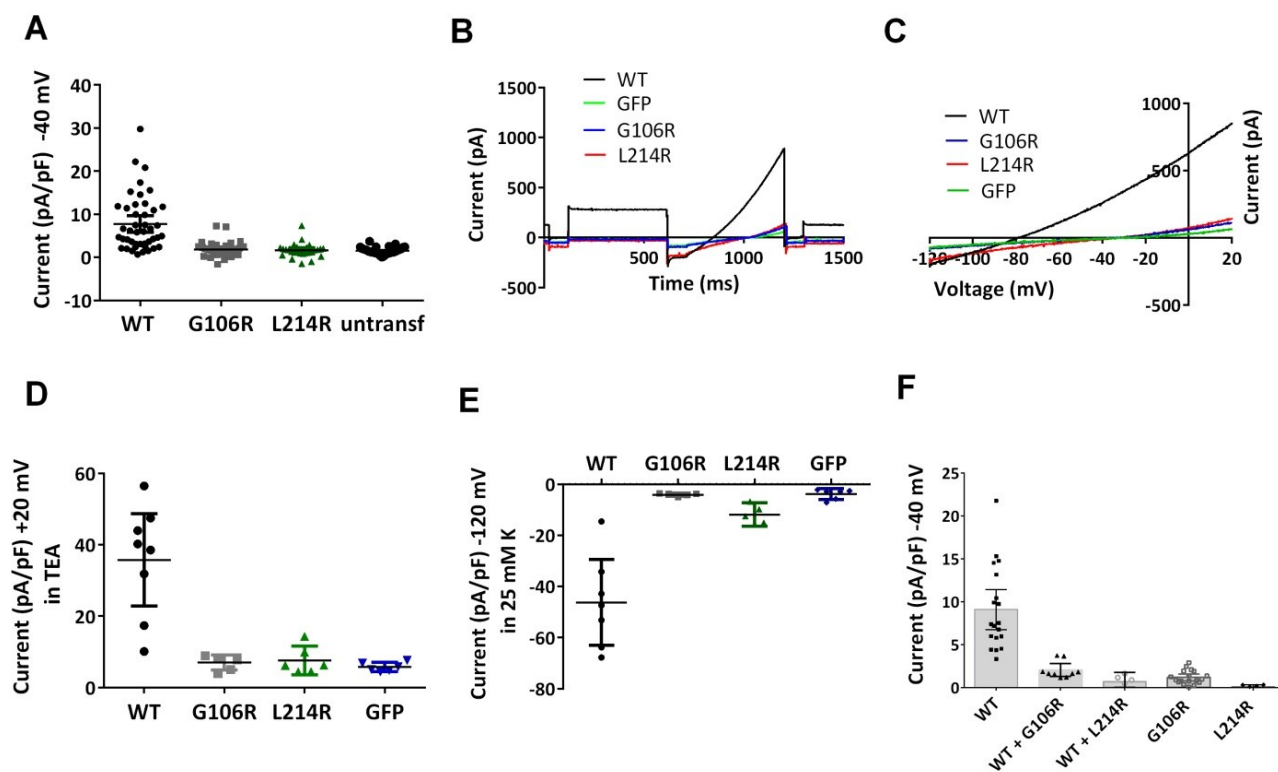 A
Current (pA/pF) -40 mV
40
30
20
10
0
-10
WT
G106R
L214R
untransf
B
WT
GFP
G106R
L214R
Current (pA)
1500
1000
500
0
-500
500
1000
1500
Time (ms)
C
WT
G106R
L214R
GFP
1000
500
-500
Current (pA)
-120
-100
-80
-60
-40
-20
20
Voltage (mV)
D
Current (pA/pF) +20 mV
in TEA
60
40
20
0
WT
G106R
L214R
GFP
E
Current (pA/pF) -120 mV
in 25 mM K
WT
G106R
L214R
GFP
0
-20
-40
-60
-80
F
Current (pA/pF) -40 mV
25
20
15
10
5
0
WT
WT + G106R
WT + L214R
G106R
L214R